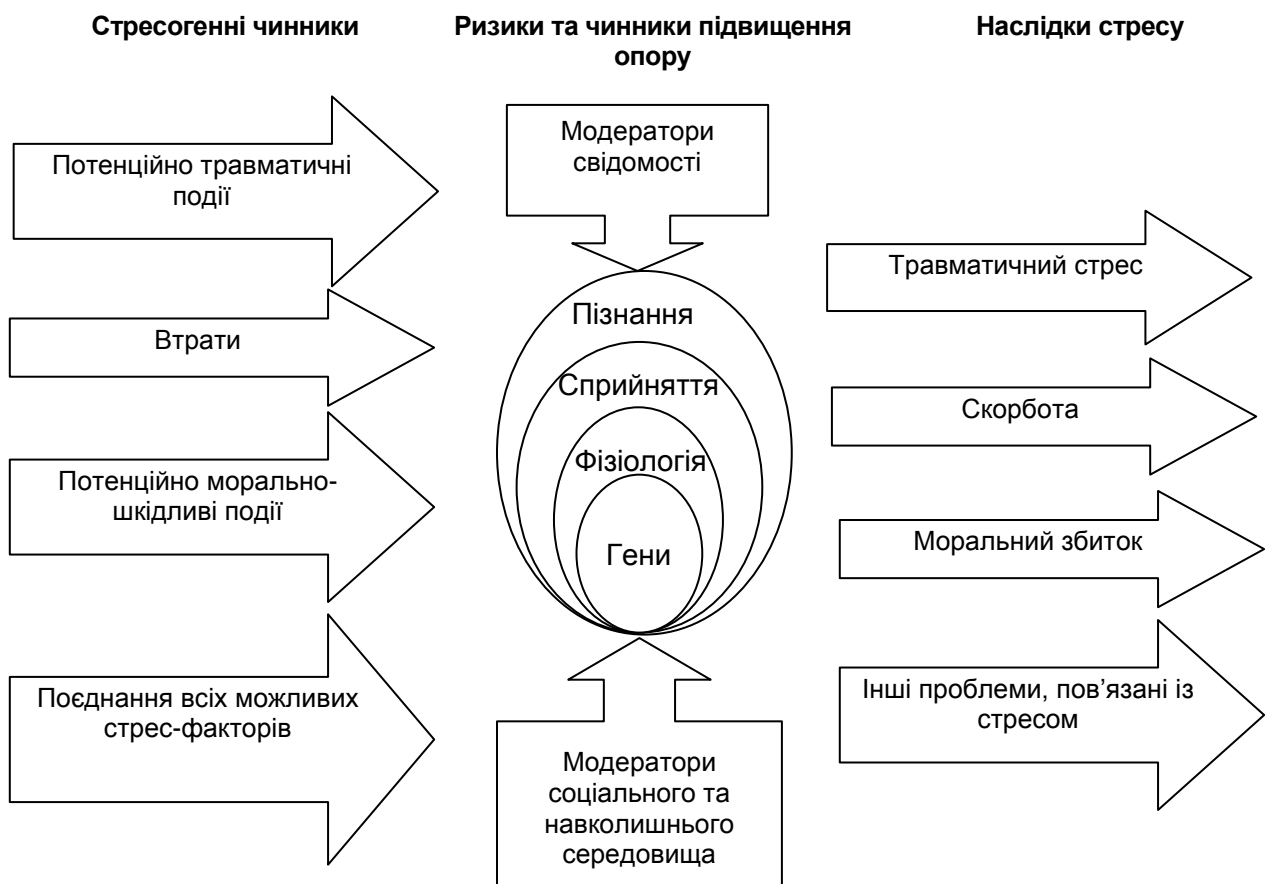 Стресогенні чинники
Ризики та чинники підвищення
опору
Наслідки стресу
Потенційно травматичні
події
Втрати
Потенційно морально-
шкідливі події
Поєднання всіх можливих
стрес-факторів
Модератори
свідомості
Пізнання
Сприйняття
Фізіологія
Гени
Модератори
соціального та
навколишнього
середовища
Травматичний стрес
Скорбота
Моральний збиток
Інші проблеми, пов’язані із
стресом